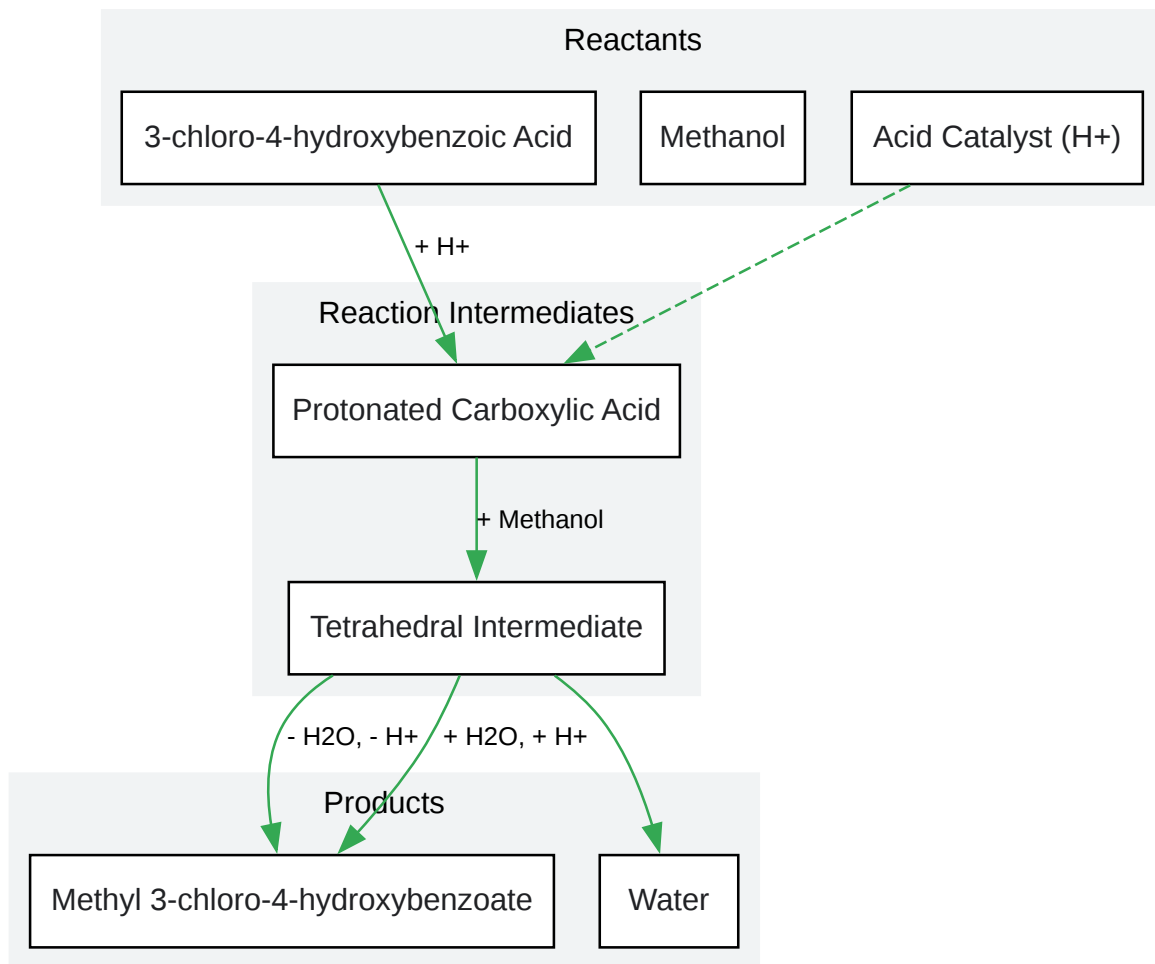 Reactants
3-chloro-4-hydroxybenzoic Acid
Methanol
Acid Catalyst (H+)
+ H+
Reaction Intermediates
Protonated Carboxylic Acid
+ Methanol
Tetrahedral Intermediate
- H2O, - H+
+ H2O, + H+
Products
Methyl 3-chloro-4-hydroxybenzoate
Water